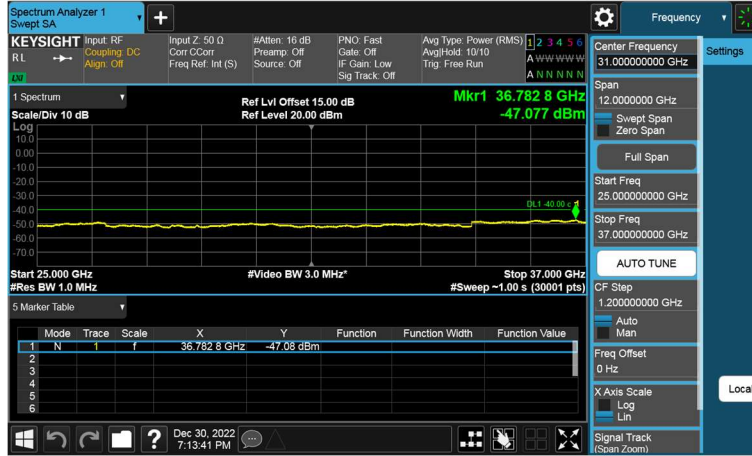 Spectrum Analyzer 1
Swept SA
+
Frequency
KEYSIGHT
RL
LXI
Input: RF
Coupling: DC
Align: Off
Input Z: 50 Ω
Corr CCorr
Freq Ref: Int (S)
#Atten: 16 dB
Preamp: Off
Source: Off
PNO: Fast
Gate: Off
IF Gain: Low
Sig Track: Off
Avg Type: Power (RMS)
Avg|Hold: 10/10
Trig: Free Run
1 2 3 4 5 6
A W W W W W
A N N N N N
1 Spectrum
Scale/Div 10 dB
Ref Lvl Offset 15.00 dB
Ref Level 20.00 dBm
Mkr1 36.782 8 GHz
-47.077 dBm
Log
10.0
0.00
-10.0
-20.0
-30.0
-40.0
-50.0
-60.0
-70.0
DL1 -40.00
1
Start 25.000 GHz
#Res BW 1.0 MHz
#Video BW 3.0 MHz*
Stop 37.000 GHz
#Sweep ~1.00 s (30001 pts)
5 Marker Table
Mode Trace Scale X Y Function Function Width Function Value
1 N 1 f 36.782 8 GHz -47.08 dBm
2
3
4
5
6
Dec 30, 2022
7:13:41 PM
?
Center Frequency
31.000000000 GHz
Settings
Span
12.0000000 GHz
Swept Span
Zero Span
Full Span
Start Freq
25.000000000 GHz
Stop Freq
37.000000000 GHz
AUTO TUNE
CF Step
1.200000000 GHz
Auto
Man
Freq Offset
0 Hz
X Axis Scale
Log
Lin
Local
Signal Track
(Span Zoom)